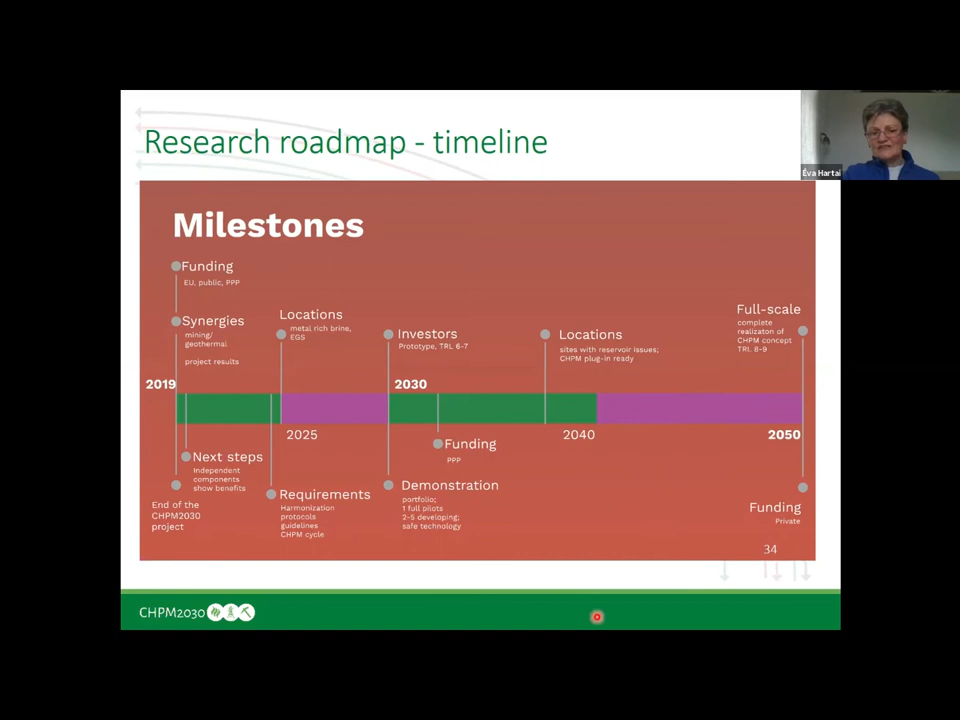 Research roadmap - timeline
Éva Hartai
Milestones
Funding
EU, public, PPP
Synergies
mining/
geothermal
project results
Locations
metal rich brine,
EGS
Investors
Prototype, TRL 6-7
Locations
sites with reservoir issues;
CHPM plug-in ready
Full-scale
complete
realizaton of
CHPM concept
TRL 8-9
2019
2030
2025
2040
2050
Next steps
Independent
components
show benefits
End of the
CHPM2030
project
Requirements
Harmonization
protocols
guidelines
CHPM cycle
Funding
PPP
Demonstration
portfolio;
1 full pilots
2-5 developing;
safe technology
Funding
Private
34
CHPM2030